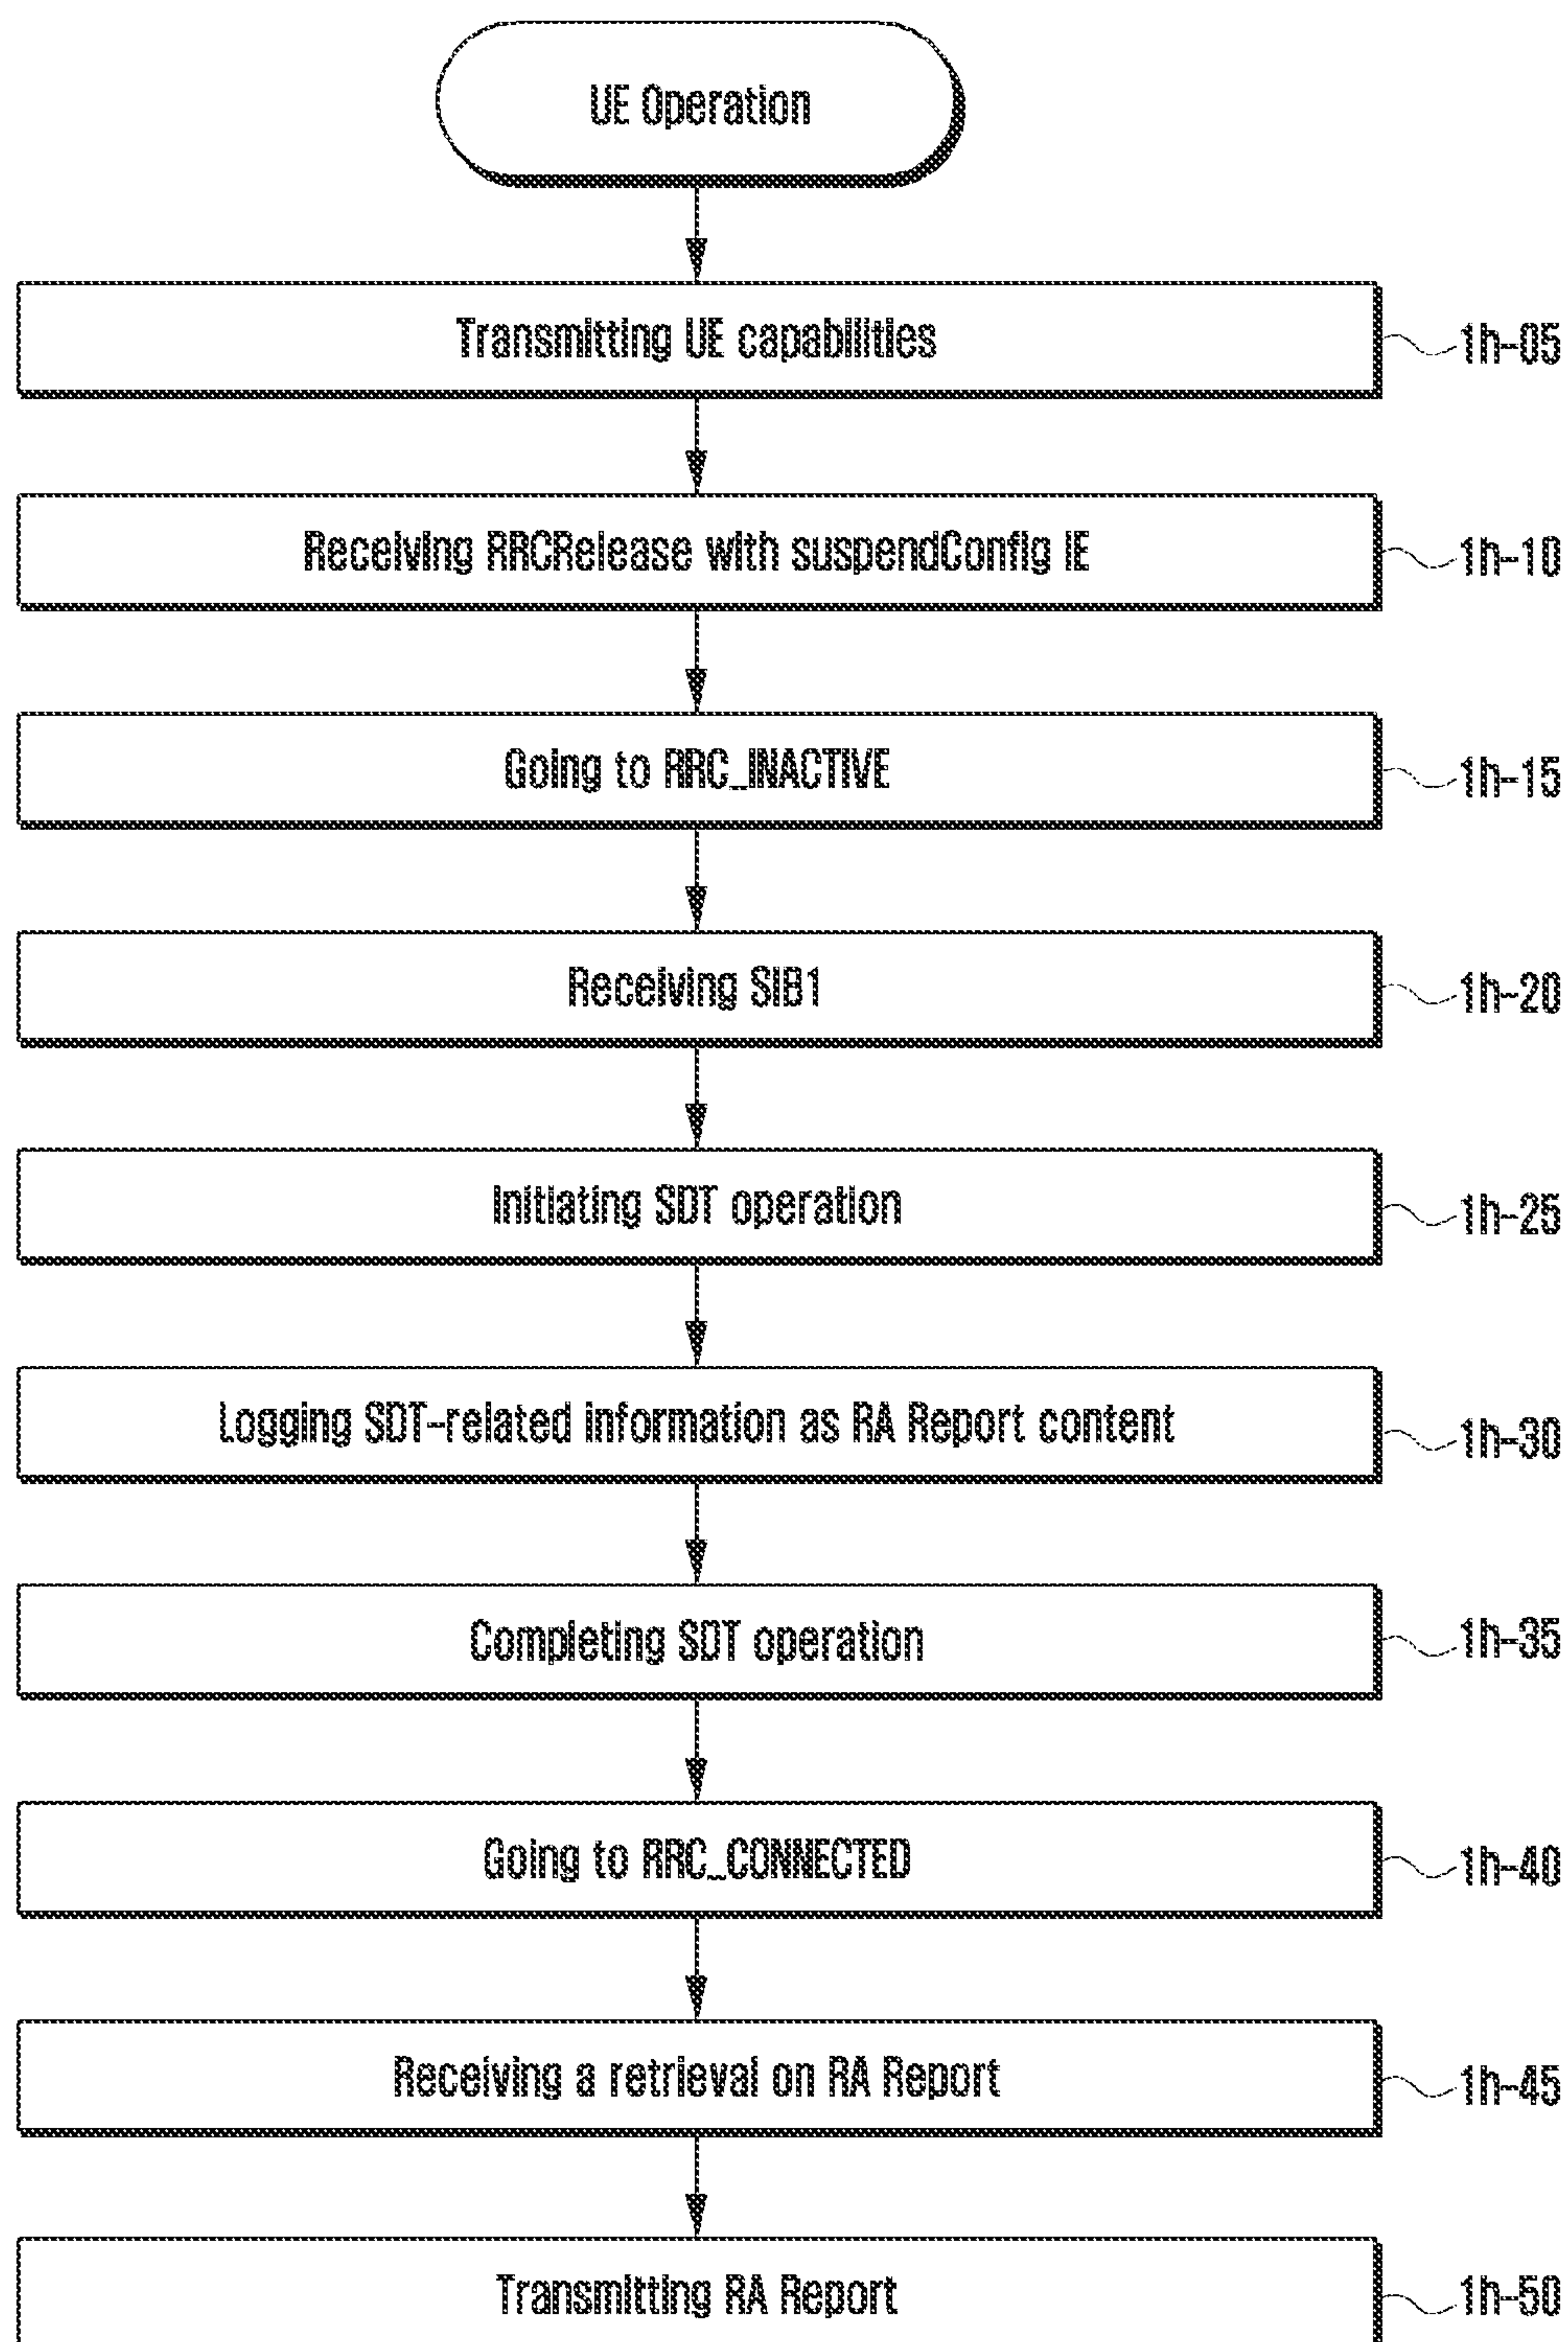 UE Operation
Transmitting UE capabilities
1h-05
Receiving RRCRelease with suspendConfig IE
1h-10
Going to RRC_INACTIVE
1h-15
Receiving SIB1
1h-20
Initiating SDT operation
1h-25
Logging SDT-related information as RA Report content
1h-30
Completing SDT operation
1h-35
Going to RRC_CONNECTED
1h-40
Receiving a retrieval on RA Report
1h-45
Transmitting RA Report
1h-50